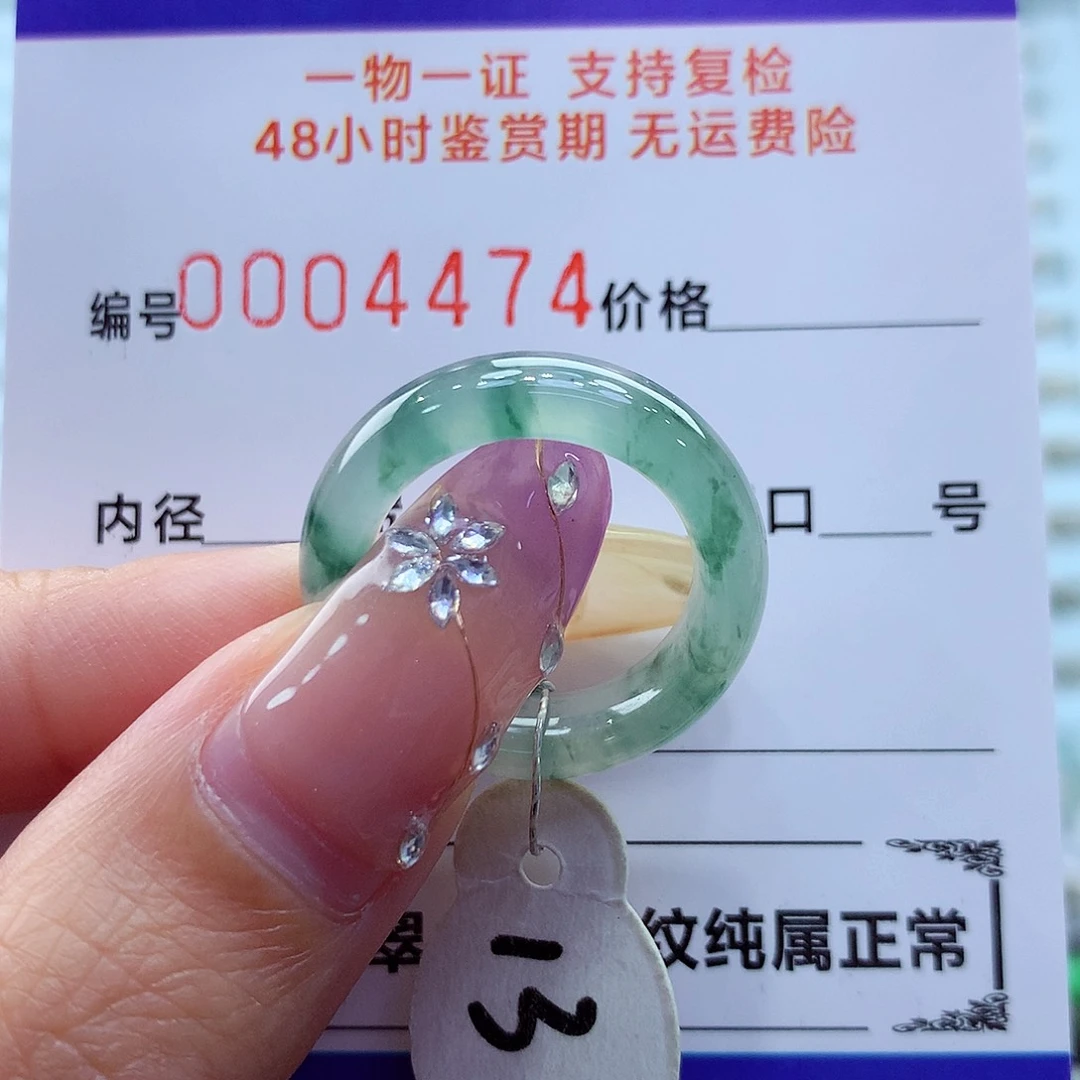 一物一证 支持复检
48小时鉴赏期 无运费险
编号0004474价格
内径 口 号
纹纯属正常
13